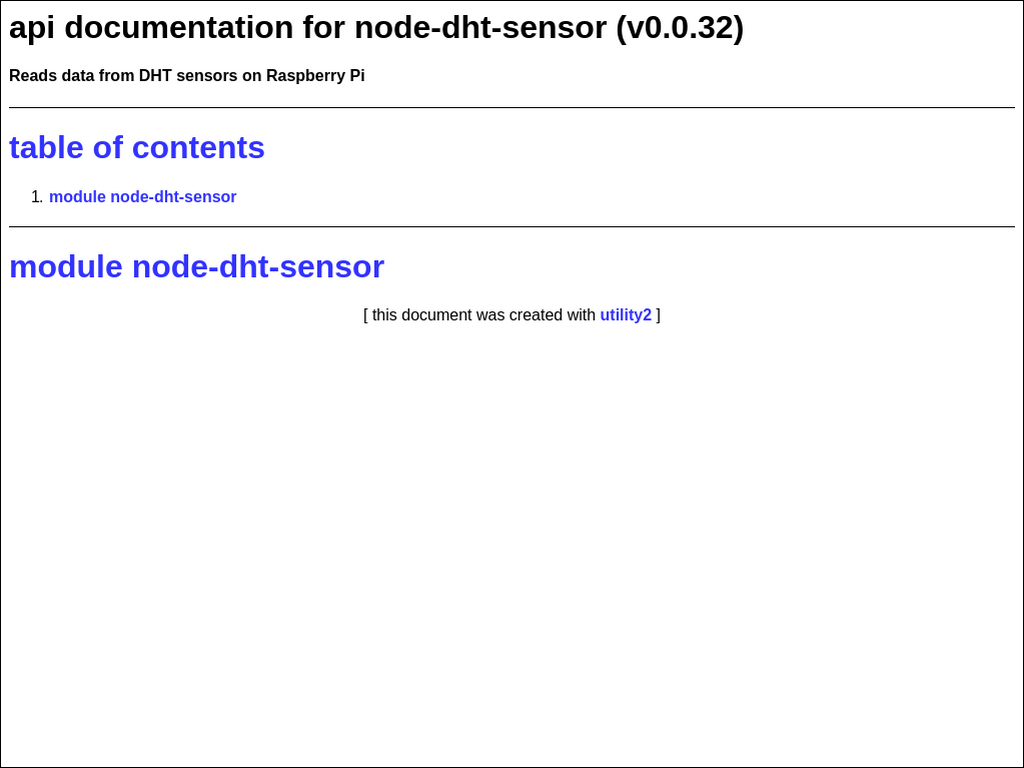 api documentation for node-dht-sensor (v0.0.32)
Reads data from DHT sensors on Raspberry Pi
table of contents
1. module node-dht-sensor
module node-dht-sensor
[ this document was created with utility2 ]